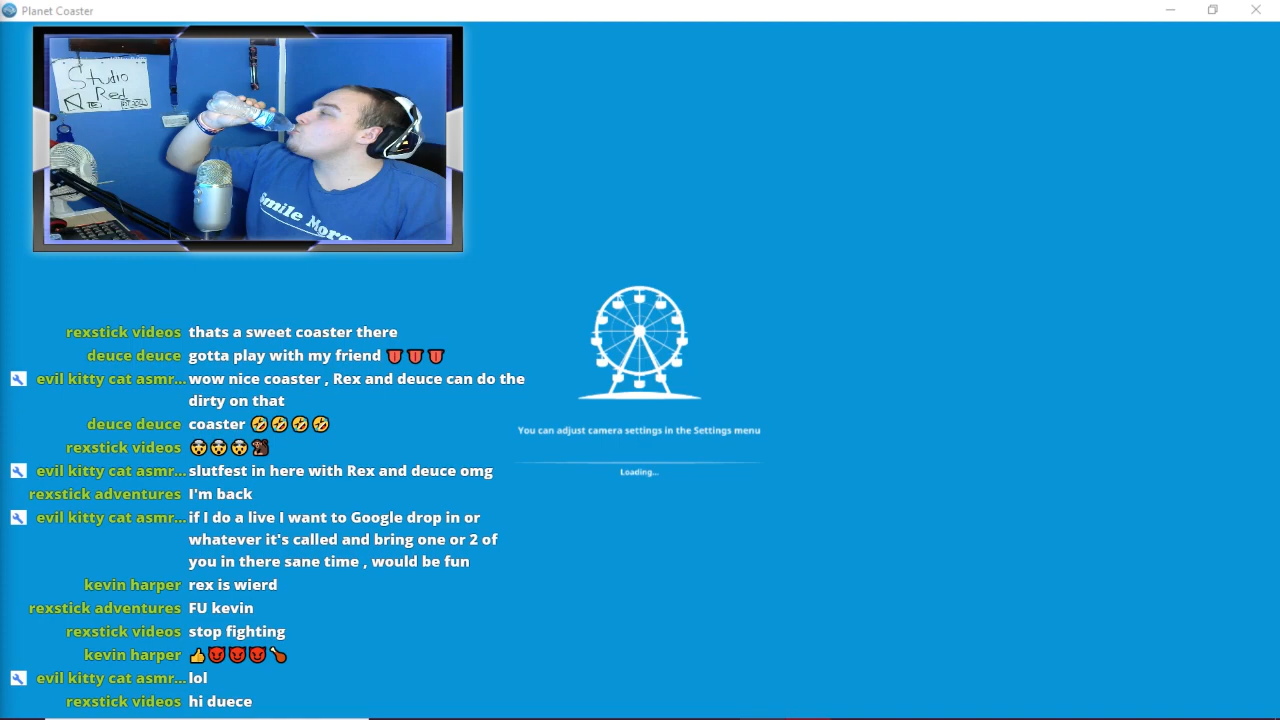 Planet Coaster
Studio
Red
Smile More
rexstick videos thats a sweet coaster there
deuce deuce gotta play with my friend 👅👅👅
evil kitty cat asmr... wow nice coaster , Rex and deuce can do the
dirty on that
deuce deuce coaster 🤣🤣🤣🤣
rexstick videos 😯😯😯🐿
evil kitty cat asmr... slutfest in here with Rex and deuce omg
rexstick adventures I'm back
evil kitty cat asmr... if I do a live I want to Google drop in or
whatever it's called and bring one or 2 of
you in there sane time , would be fun
kevin harper rex is wierd
rexstick adventures FU kevin
rexstick videos stop fighting
kevin harper 👍😈😈😈🍗
evil kitty cat asmr... lol
rexstick videos hi duece
You can adjust camera settings in the Settings menu
Loading...